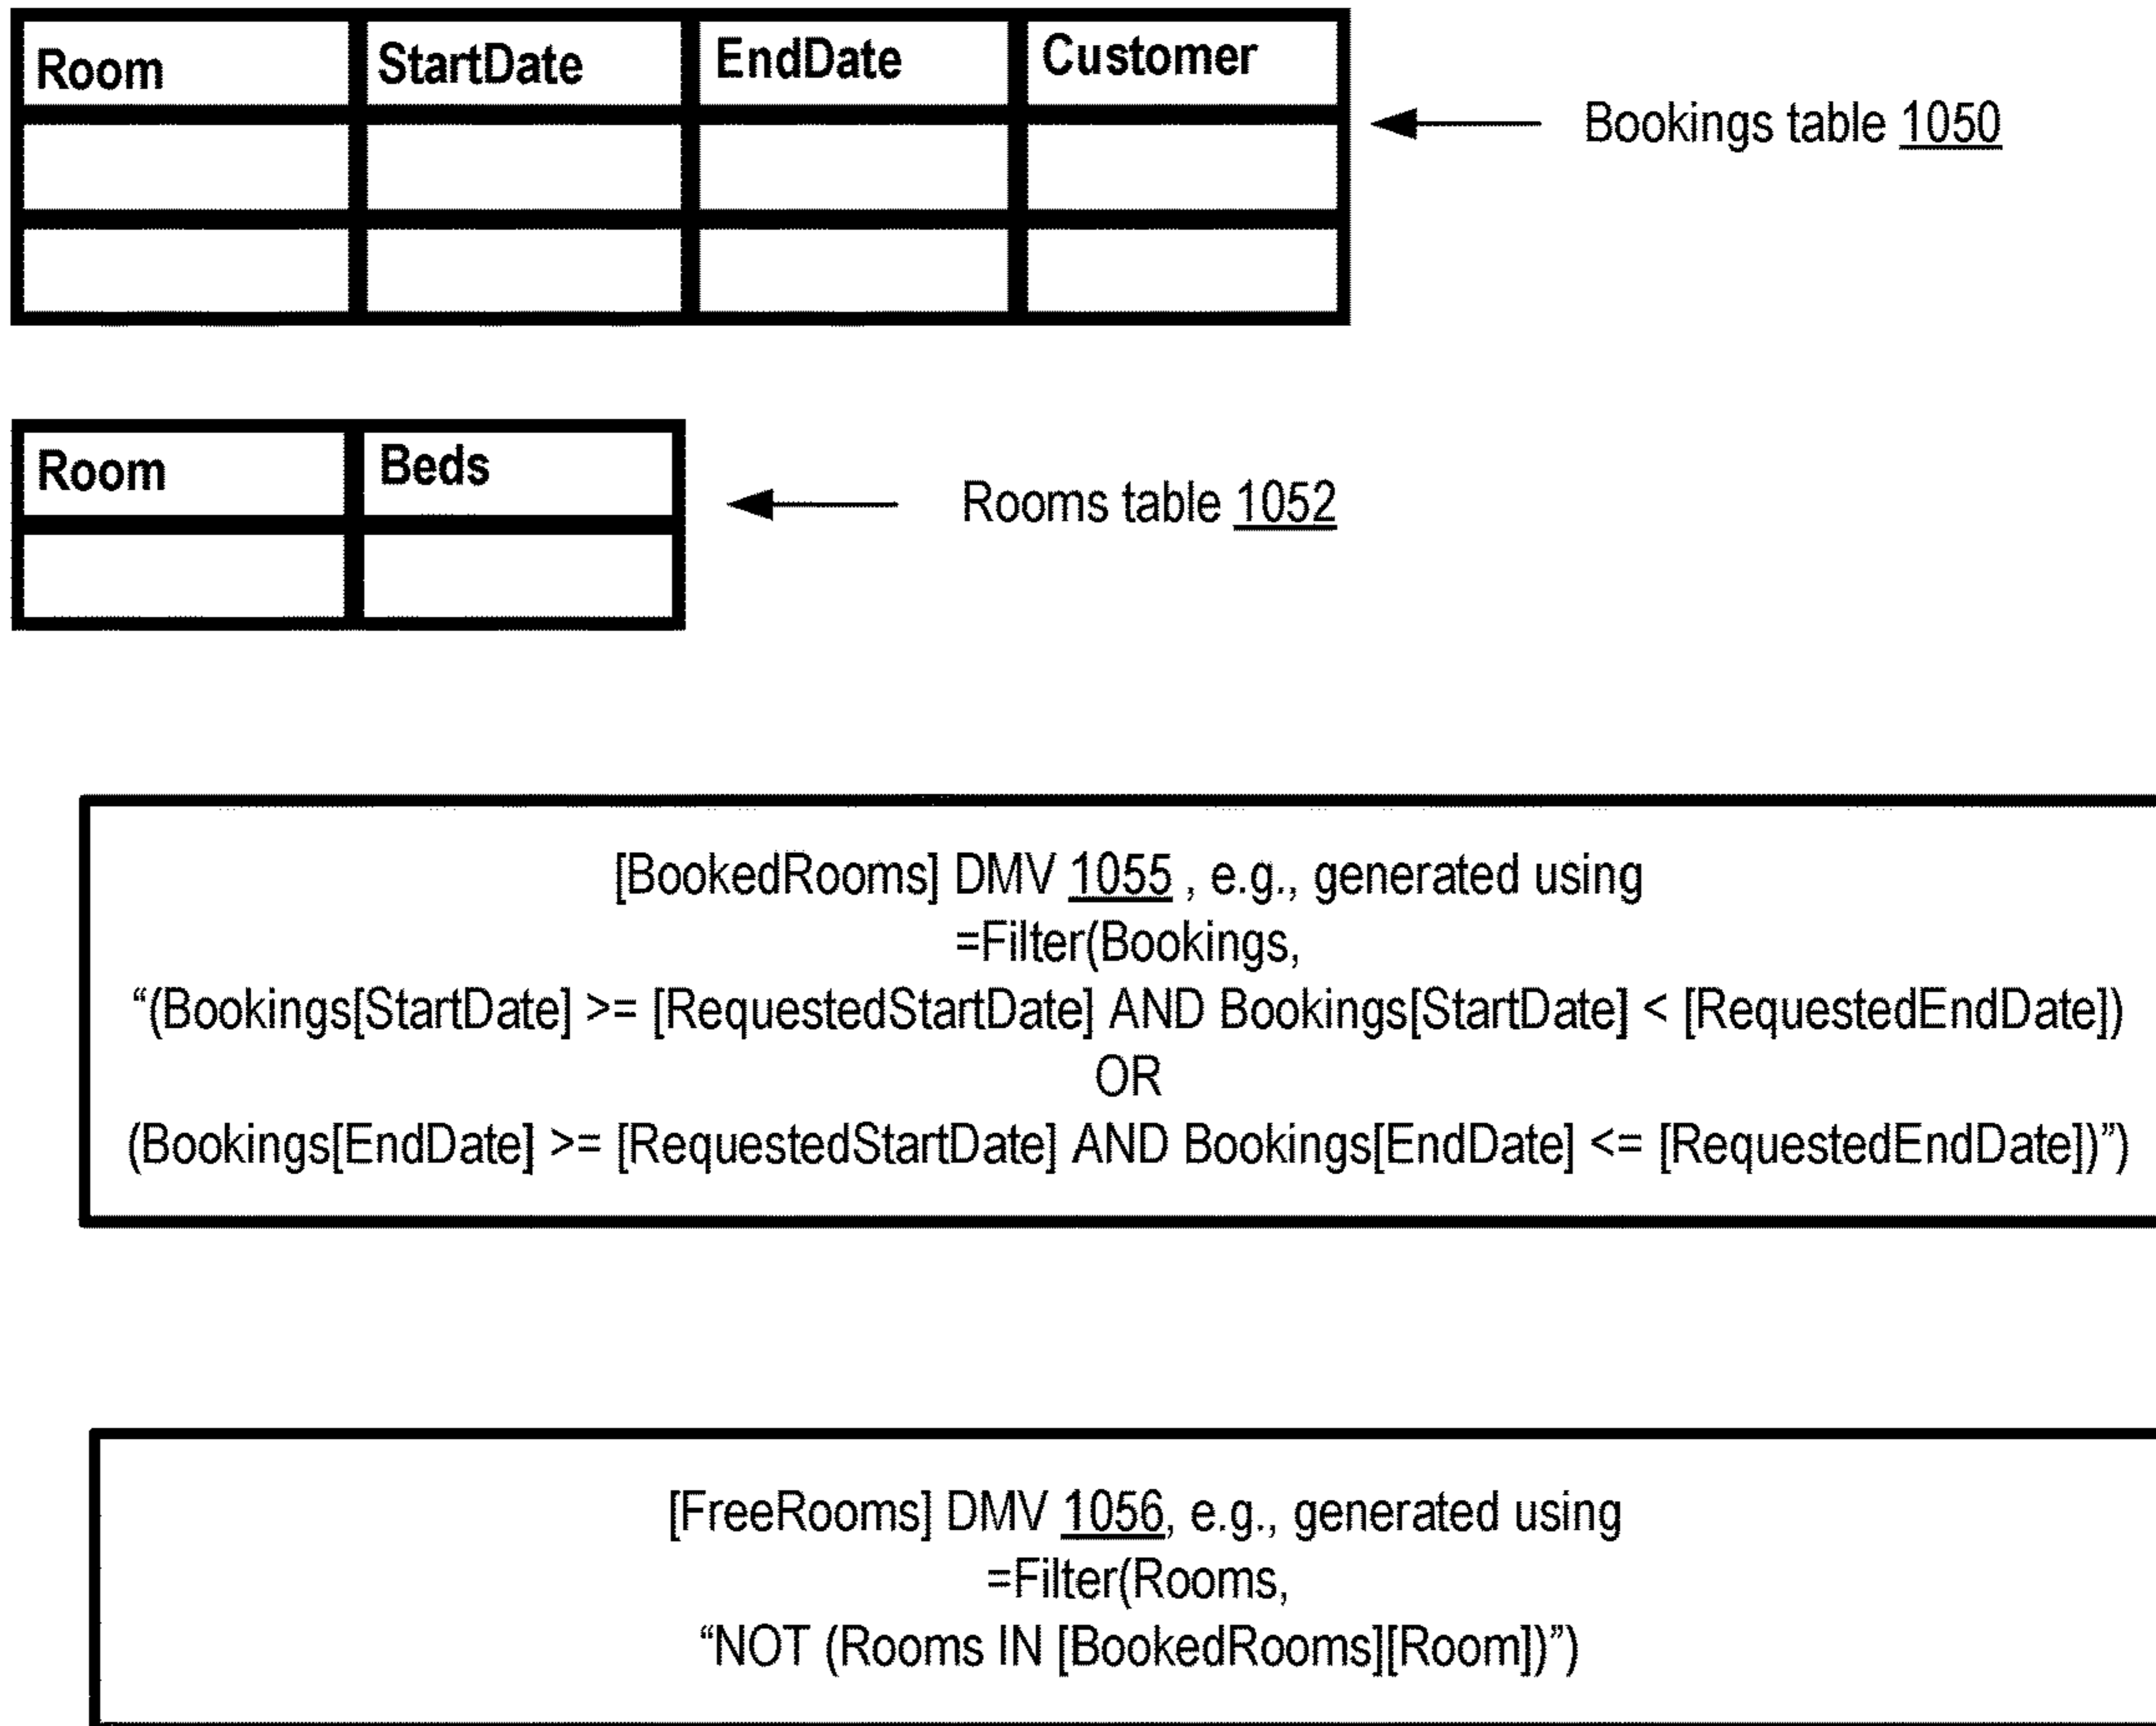 Room StartDate EndDate Customer
Bookings table 1050
Room Beds
Rooms table 1052
[BookedRooms] DMV 1055 , e.g., generated using
=Filter(Bookings,
“(Bookings[StartDate] >= [RequestedStartDate] AND Bookings[StartDate] < [RequestedEndDate])
OR
(Bookings[EndDate] >= [RequestedStartDate] AND Bookings[EndDate] <= [RequestedEndDate])”)
[FreeRooms] DMV 1056, e.g., generated using
=Filter(Rooms,
“NOT (Rooms IN [BookedRooms][Room])”)